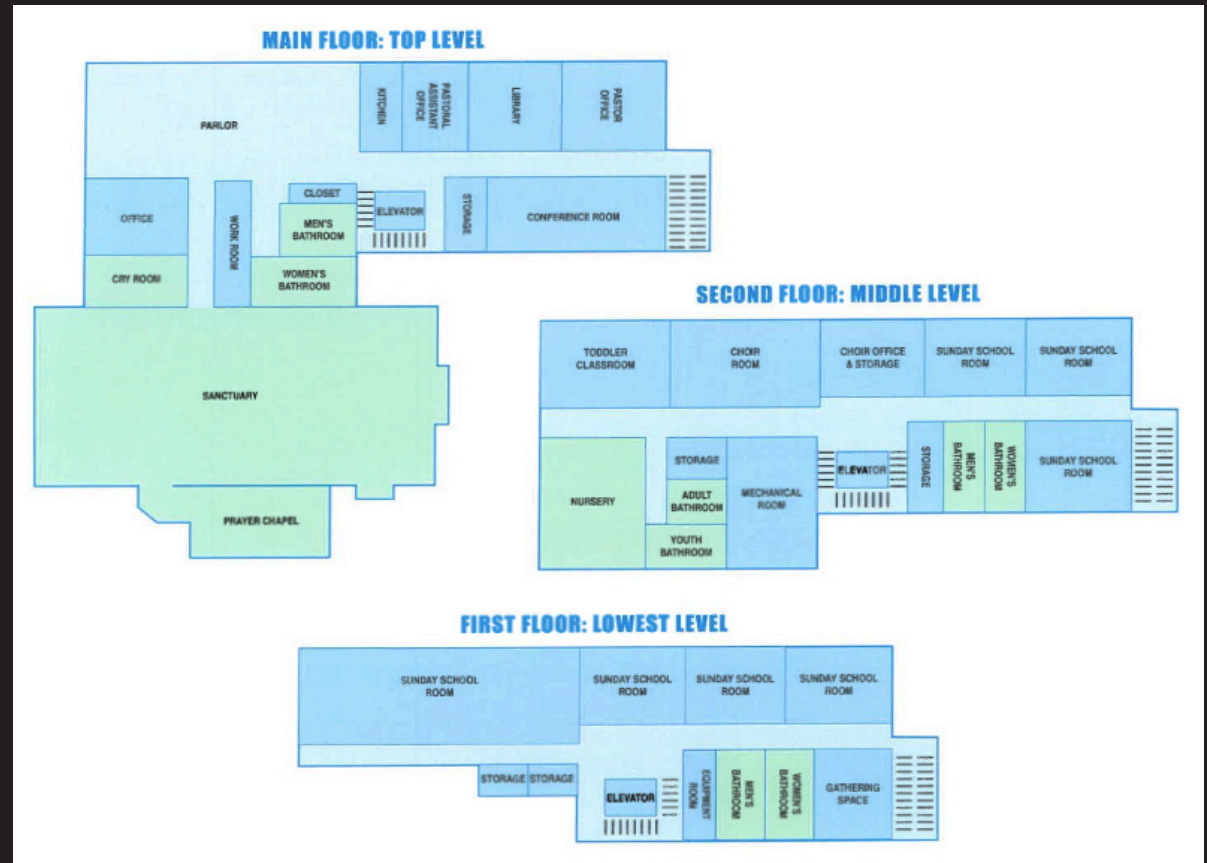 MAIN FLOOR: TOP LEVEL
PARLOR
KITCHEN
PASTORAL
ASSISTANT
OFFICE
LIBRARY
PASTOR
OFFICE
OFFICE
WORK ROOM
CLOSET
MEN'S
BATHROOM
ELEVATOR
STORAGE
CONFERENCE ROOM
CRY ROOM
WOMEN'S
BATHROOM
SANCTUARY
PRAYER CHAPEL
SECOND FLOOR: MIDDLE LEVEL
TODDLER
CLASSROOM
CHOIR
ROOM
CHOIR OFFICE
& STORAGE
SUNDAY SCHOOL
ROOM
SUNDAY SCHOOL
ROOM
NURSERY
STORAGE
ADULT
BATHROOM
YOUTH
BATHROOM
MECHANICAL
ROOM
ELEVATOR
STORAGE
MEN'S
BATHROOM
WOMEN'S
BATHROOM
SUNDAY SCHOOL
ROOM
FIRST FLOOR: LOWEST LEVEL
SUNDAY SCHOOL
ROOM
SUNDAY SCHOOL
ROOM
SUNDAY SCHOOL
ROOM
SUNDAY SCHOOL
ROOM
STORAGE
STORAGE
ELEVATOR
EQUIPMENT
ROOM
MEN'S
BATHROOM
WOMEN'S
BATHROOM
GATHERING
SPACE